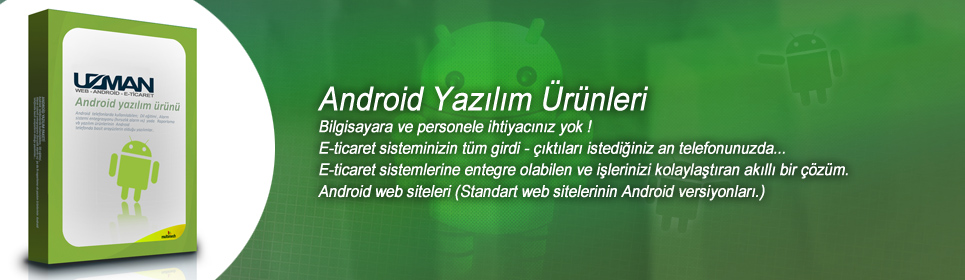 UZMAN
WEB - ANDROID - E-TİCARET
Android yazılım ürünü
Android Yazılım Ürünleri
Bilgisayara ve personele ihtiyacınız yok !
E-ticaret sisteminizin tüm girdi - çıktıları istediğiniz an telefonunuzda...
E-ticaret sistemlerine entegre olabilen ve işlerinizi kolaylaştıran akıllı bir çözüm.
Android web siteleri (Standart web sitelerinin Android versiyonları.)